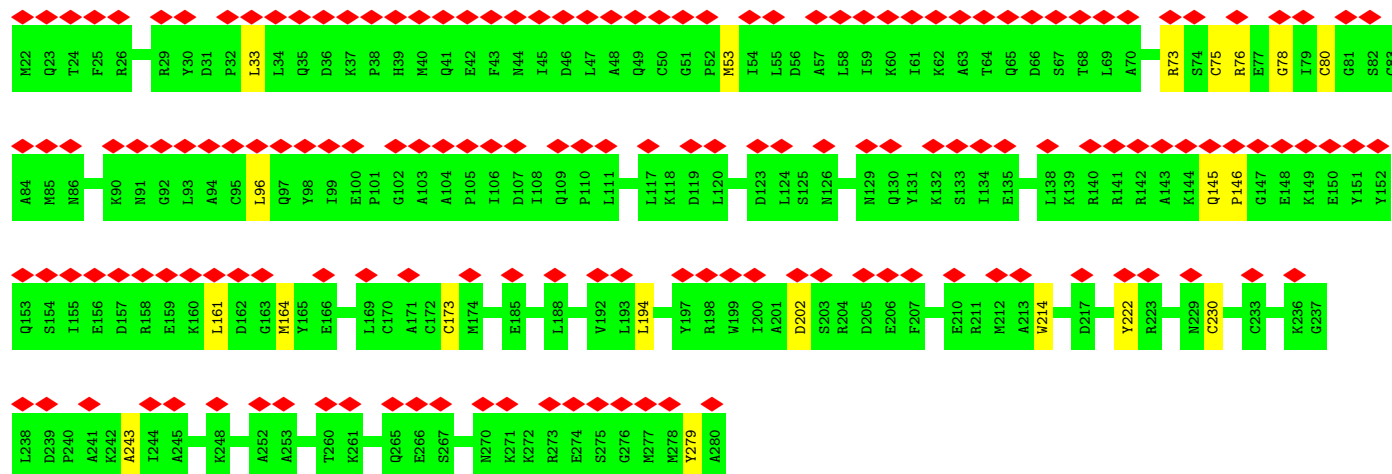 M22 Q23 T24 F25 R26 R29 Y30 D31 P32 L33 L34 Q35 D36 K37 P38 H39 M40 Q41 E42 F43 N44 I45 D46 L47 A48 Q49 C50 G51 P52 M53 I54 L55 D56 A57 L58 I59 K60 I61 K62 A63 T64 Q65 D66 S67 T68 L69 A70 R73 S74 C75 R76 E77 G78 I79 C80 G81 S82 C83
A84 M85 N86 K90 N91 G92 L93 A94 C95 L96 Q97 Y98 I99 E100 P101 G102 A103 A104 P105 I106 D107 I108 Q109 P110 L111 L117 K118 D119 L120 D123 L124 S125 N126 N129 Q130 Y131 K132 S133 I134 E135 L138 K139 R140 R141 R142 A143 K144 Q145 P146 G147 E148 K149 E150 Y151 Y152
Q153 S154 I155 E156 D157 R158 E159 K160 L161 D162 G163 M164 Y165 E166 L169 C170 A171 C172 C173 M174 E185 L188 V192 L193 L194 Y197 R198 W199 I200 A201 D202 S203 R204 D205 E206 F207 E210 R211 M212 A213 W214 D217 Y222 R223 N229 C230 C233 K236 G237
L238 D239 P240 A241 K242 A243 I244 A245 K248 A252 A253 T260 K261 Q265 E266 S267 N270 K271 K272 R273 E274 S275 G276 M277 M278 Y279 A280